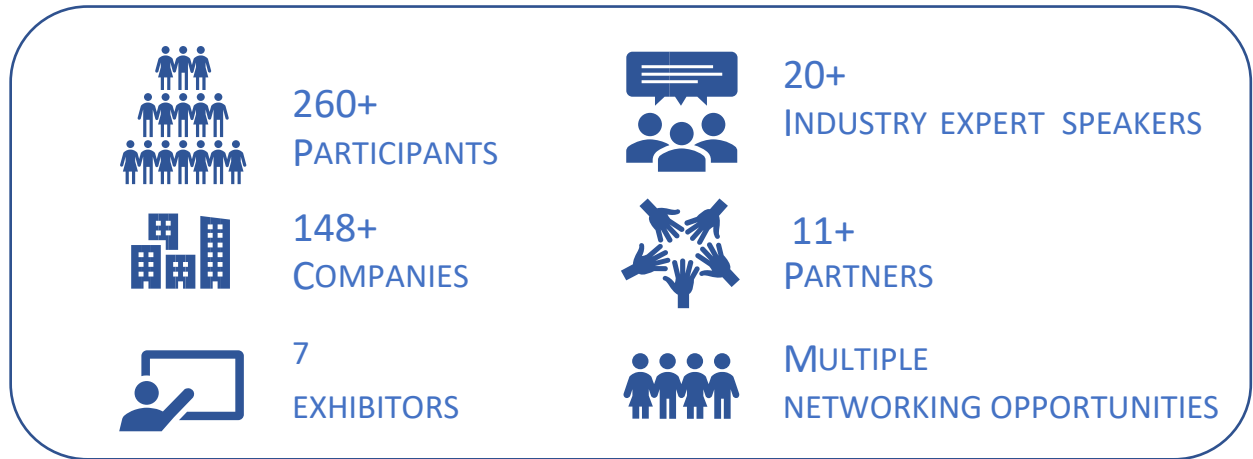 260+
PARTICIPANTS
148+
COMPANIES
7
EXHIBITORS
20+
INDUSTRY EXPERT SPEAKERS
11+
PARTNERS
MULTIPLE
NETWORKING OPPORTUNITIES